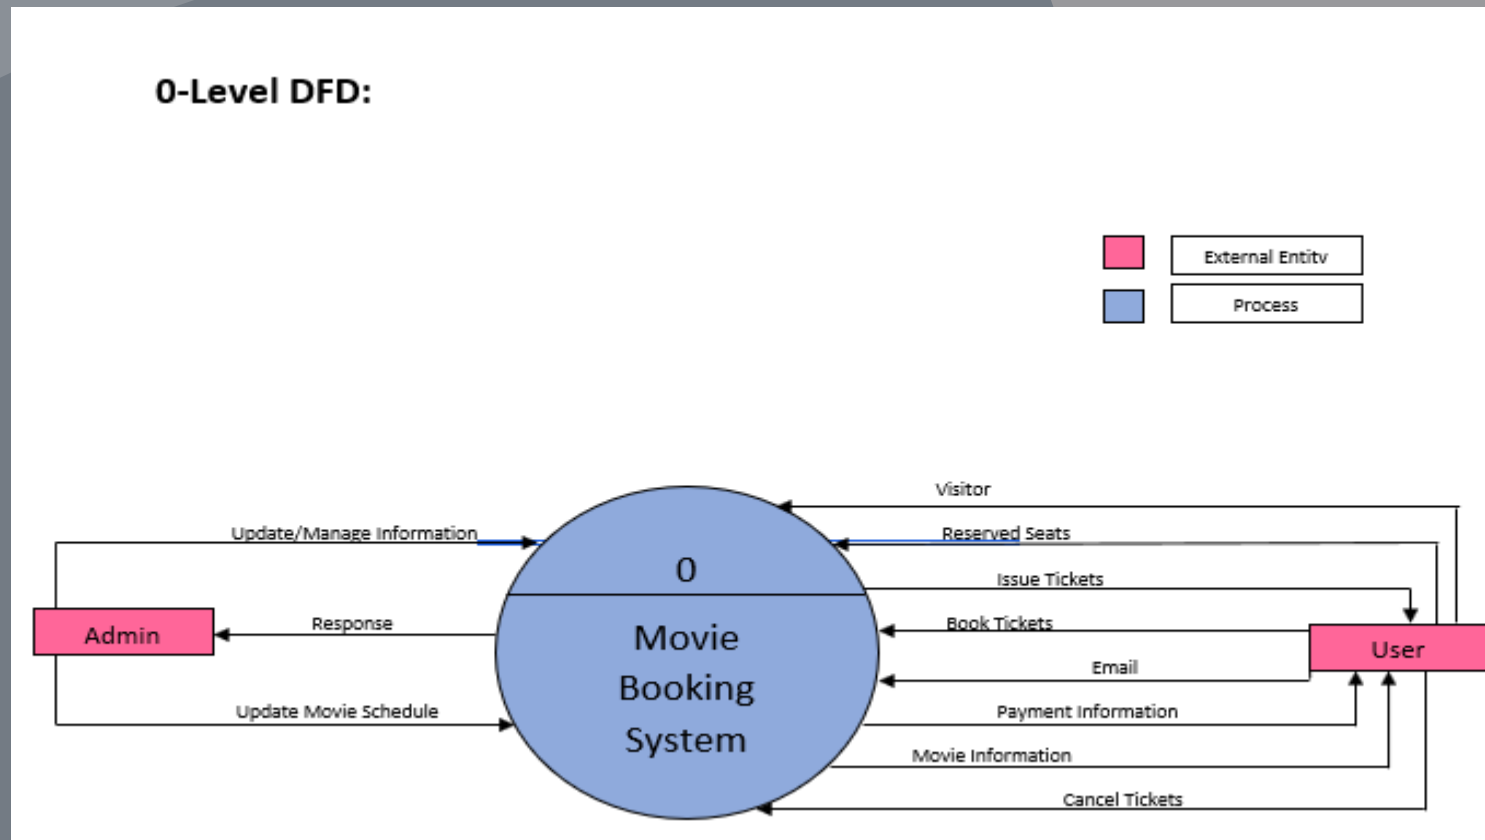 0-Level DFD:
External Entity
Process
Visitor
Update/Manage Information
Reserved Seats
0
Issue Tickets
Response
Book Tickets
Admin
Movie
Booking
System
User
Email
Update Movie Schedule
Payment Information
Movie Information
Cancel Tickets